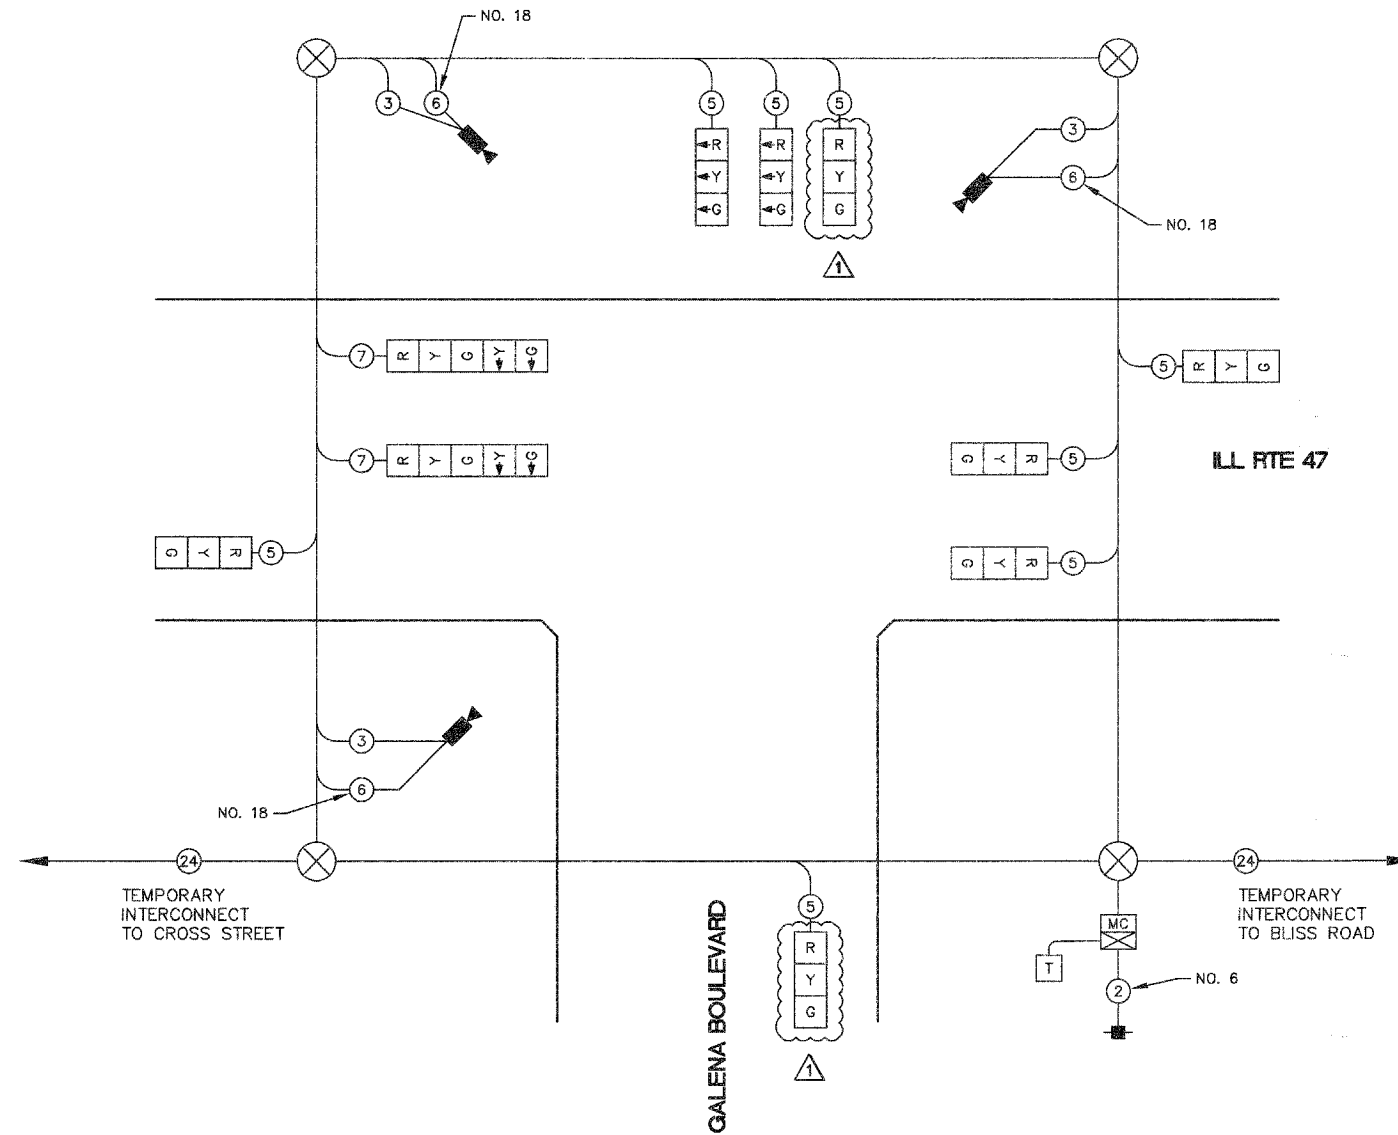 NO. 18
3
6
5
5
5
3
R
R
R
Y
Y
Y
G
G
G
6
NO. 18
1
7
R Y G Y G
5
R Y G
7
R Y G Y G
G Y R
5
ILL RTE 47
G Y R
5
G Y R
5
3
6
NO. 18
24
TEMPORARY
INTERCONNECT
TO CROSS STREET
24
TEMPORARY
INTERCONNECT
TO BLISS ROAD
5
R
Y
G
1
GALENA BOULEVARD
MC
T
2
NO. 6